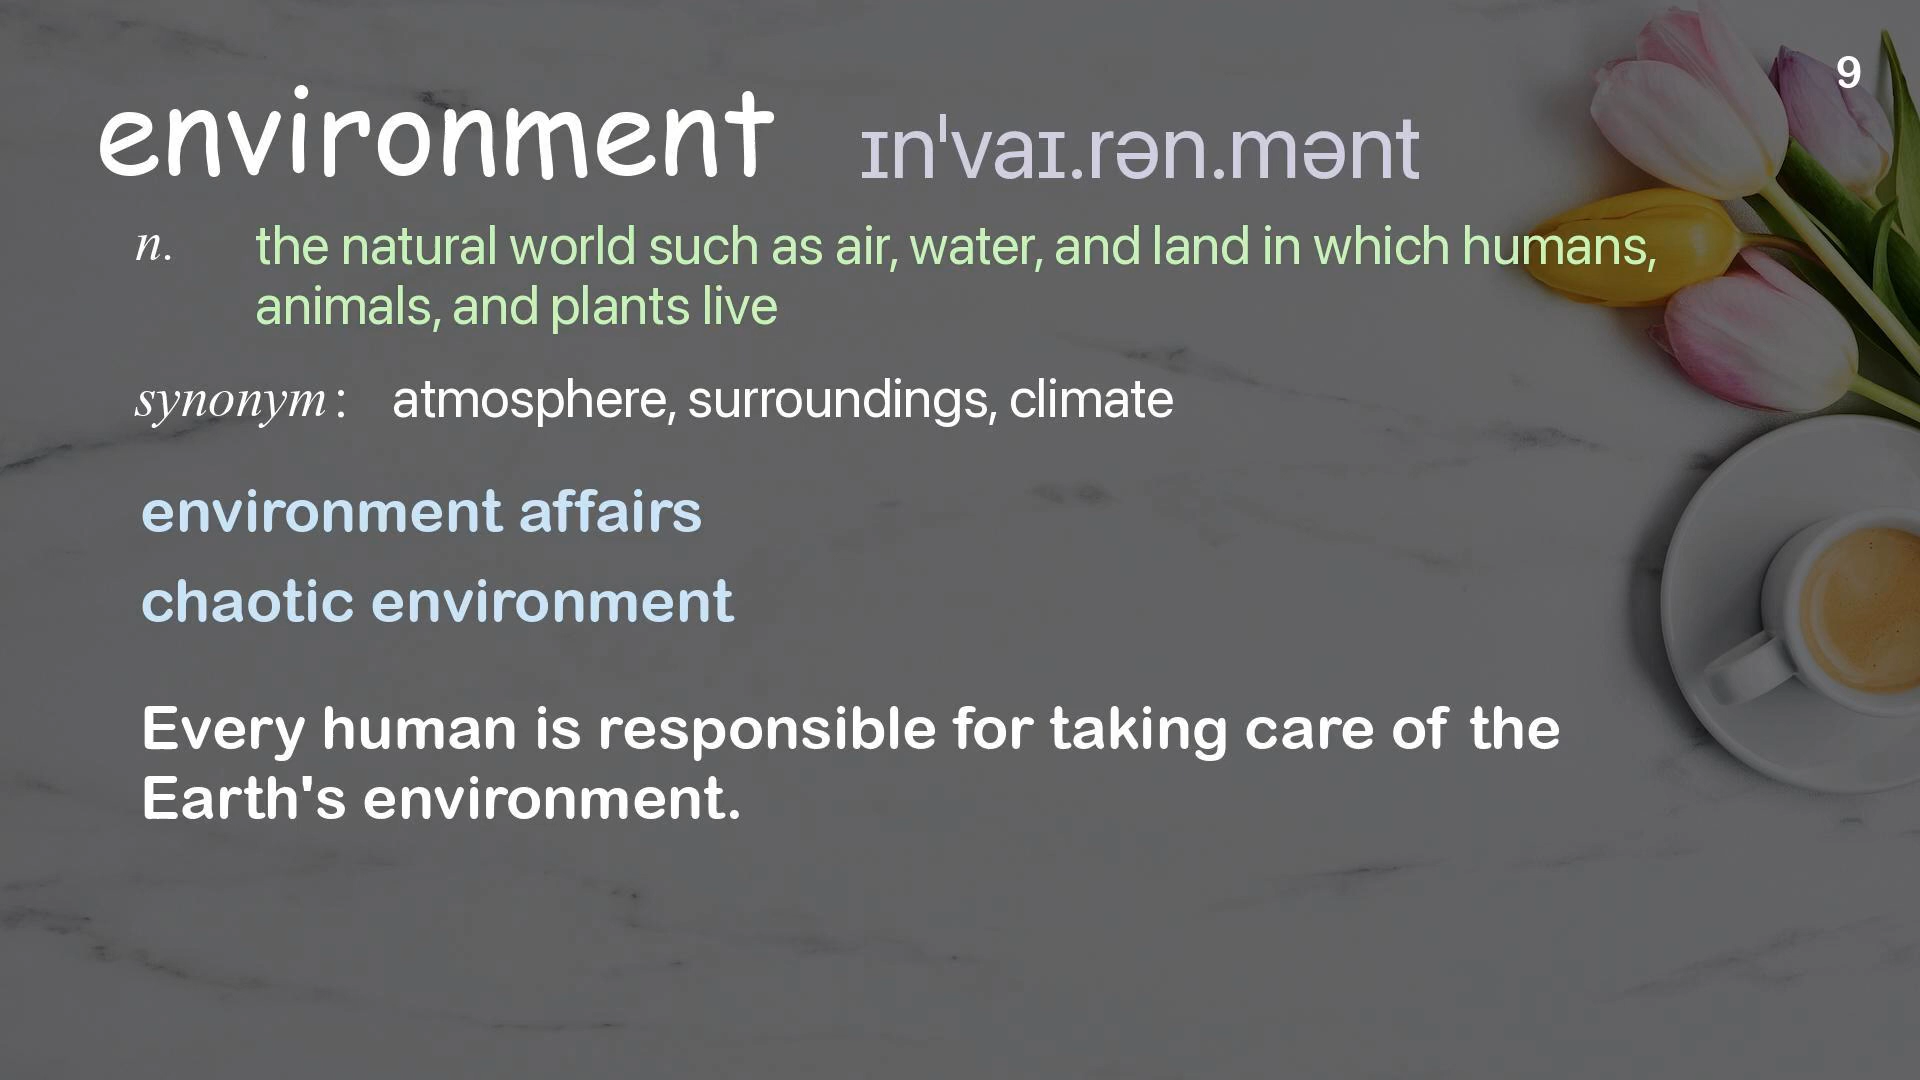 9
environment ɪnˈvaɪ.rən.mənt
n. the natural world such as air, water, and land in which humans,
animals, and plants live
synonym : atmosphere, surroundings, climate
environment affairs
chaotic environment
Every human is responsible for taking care of the
Earth's environment.